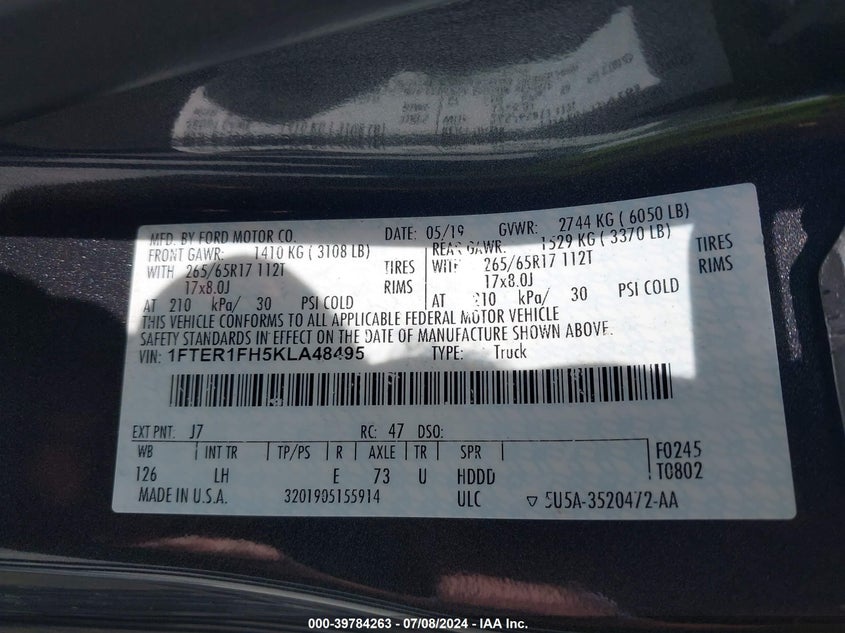 MFD. BY FORD MOTOR CO. DATE: 05/19 GVWR: 2744 KG ( 6050 LB)
FRONT GAWR: 1410 KG ( 3108 LB) REAR GAWR: 1529 KG ( 3370 LB)
WITH 265/65R17 112T TIRES WITH 265/65R17 112T TIRES
17x8.0J RIMS 17x8.0J RIMS
AT 210 kPa/ 30 PSI COLD AT 210 kPa/ 30 PSI COLD
THIS VEHICLE CONFORMS TO ALL APPLICABLE FEDERAL MOTOR VEHICLE
SAFETY STANDARDS IN EFFECT ON THE DATE OF MANUFACTURE SHOWN ABOVE.
VIN: 1FTER1FH5KLA48495 TYPE: Truck
EXT PNT: J7 RC: 47 DSO:
WB INT TR TP/PS R AXLE TR SPR F0245
126 LH E 73 U HDDD T0802
MADE IN U.S.A. 3201905155914 ULC 5U5A-3520472-AA
000-39784263 - 07/08/2024 - IAA Inc.